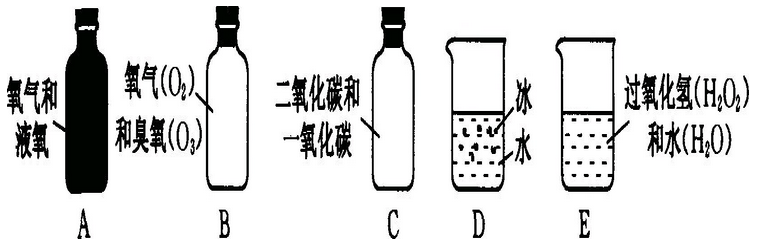 氧气和
液氧
氧气(O₂)
和臭氧(O₃)
二氧化碳和
一氧化碳
冰
水
过氧化氢(H₂O₂)
和水(H₂O)
A
B
C
D
E